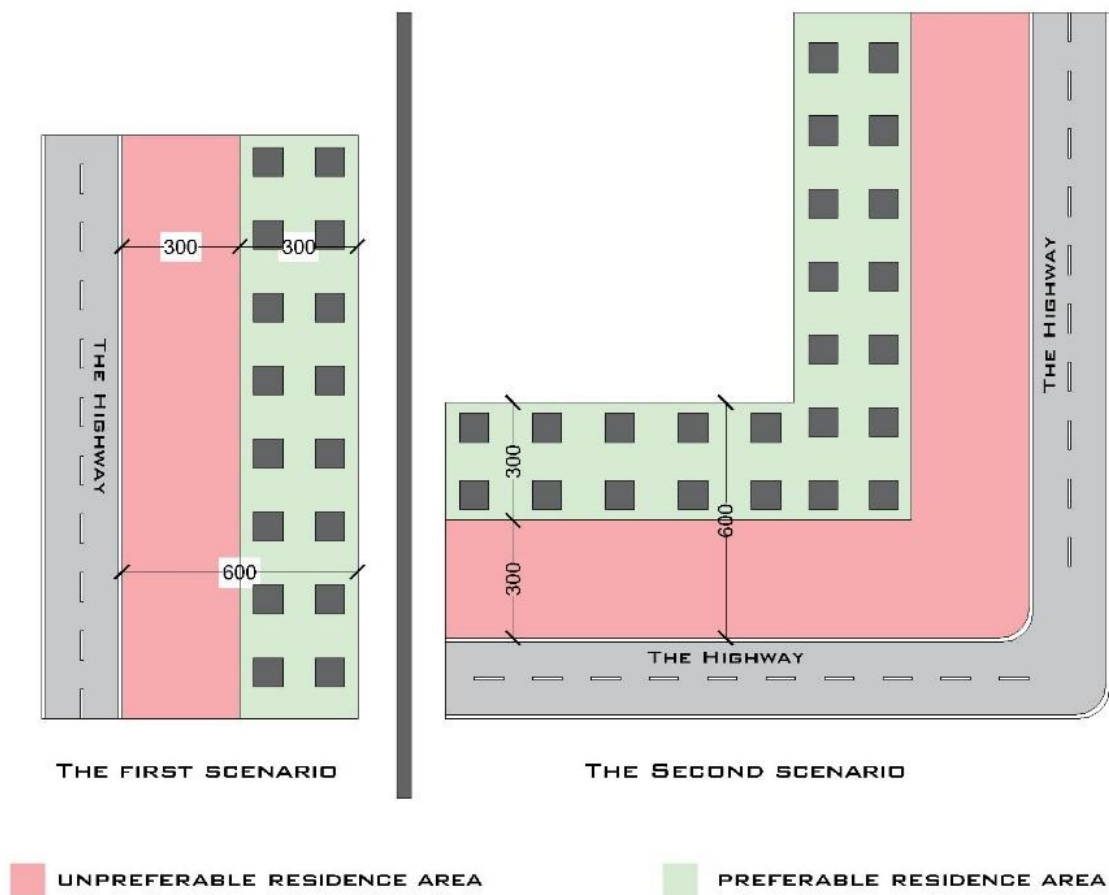 300
300
THE HIGHWAY
600
THE HIGHWAY
300
600
300
THE HIGHWAY
THE FIRST SCENARIO
THE SECOND SCENARIO
UNPREFERABLE RESIDENCE AREA
PREFERABLE RESIDENCE AREA